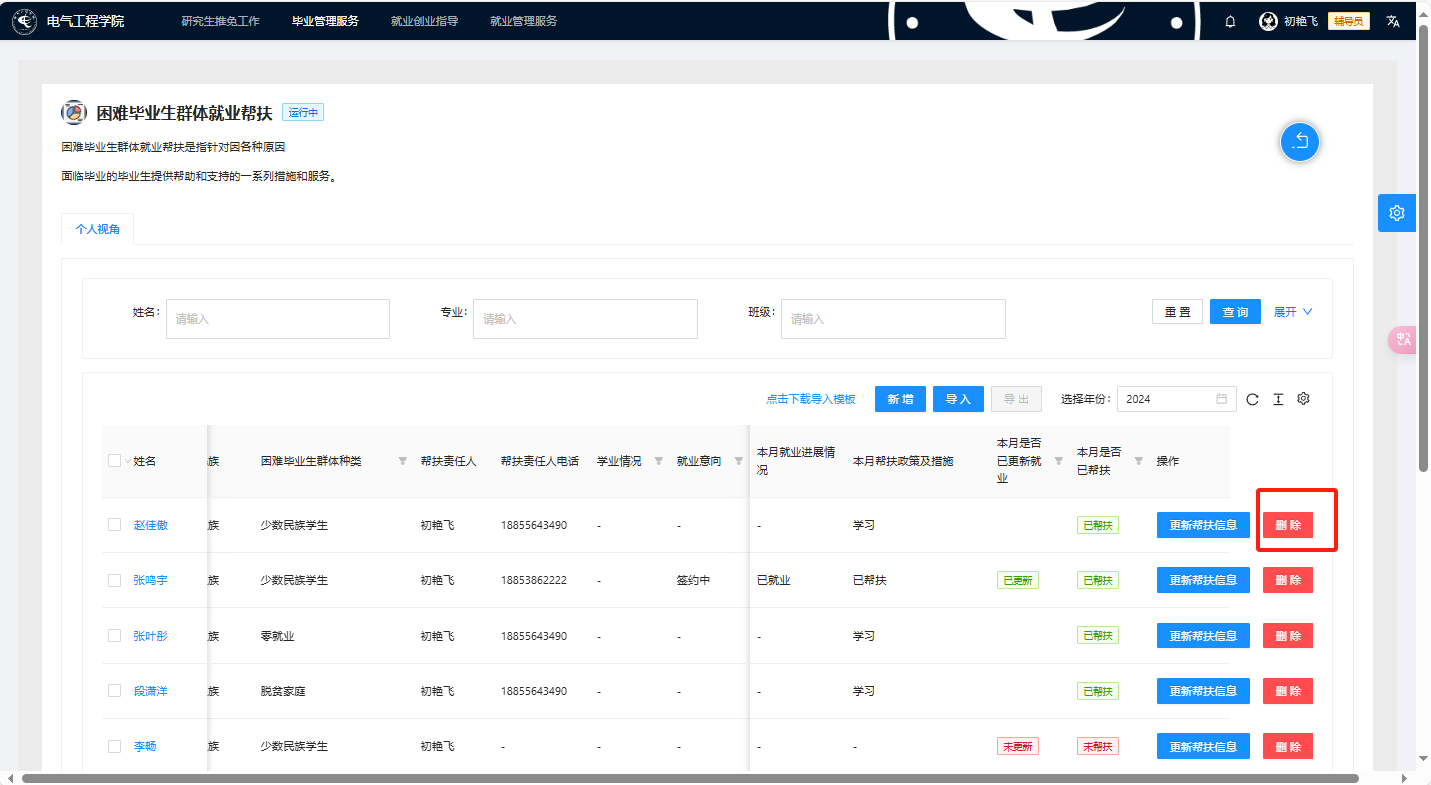 电气工程学院 研究生推免工作 毕业管理服务 就业创业指导 就业管理服务 初艳飞 辅导员
困难毕业生群体就业帮扶 运行中
困难毕业生群体就业帮扶是指针对因各种原因
面临毕业的毕业生提供帮助和支持的一系列措施和服务。
个人视角
姓名: 请输入 专业: 请输入 班级: 请输入 重 置 查 询 展开
点击下载导入模板 新 增 导 入 导 出 选择年份: 2024
姓名 族 困难毕业生群体种类 帮扶责任人 帮扶责任人电话 学业情况 就业意向 本月就业进展情况 本月帮扶政策及措施 本月是否已更新就业 本月是否已帮扶 操作
赵佳傲 族 少数民族学生 初艳飞 18855643490 - - - 学习 已帮扶 更新帮扶信息 删 除
张鸣宇 族 少数民族学生 初艳飞 18853862222 - 签约中 已就业 已帮扶 已更新 已帮扶 更新帮扶信息 删 除
张叶彤 族 零就业 初艳飞 18855643490 - - - 学习 已帮扶 更新帮扶信息 删 除
段潇洋 族 脱贫家庭 初艳飞 18855643490 - - - 学习 已帮扶 更新帮扶信息 删 除
李畅 族 少数民族学生 初艳飞 - - - - - 未更新 未帮扶 更新帮扶信息 删 除